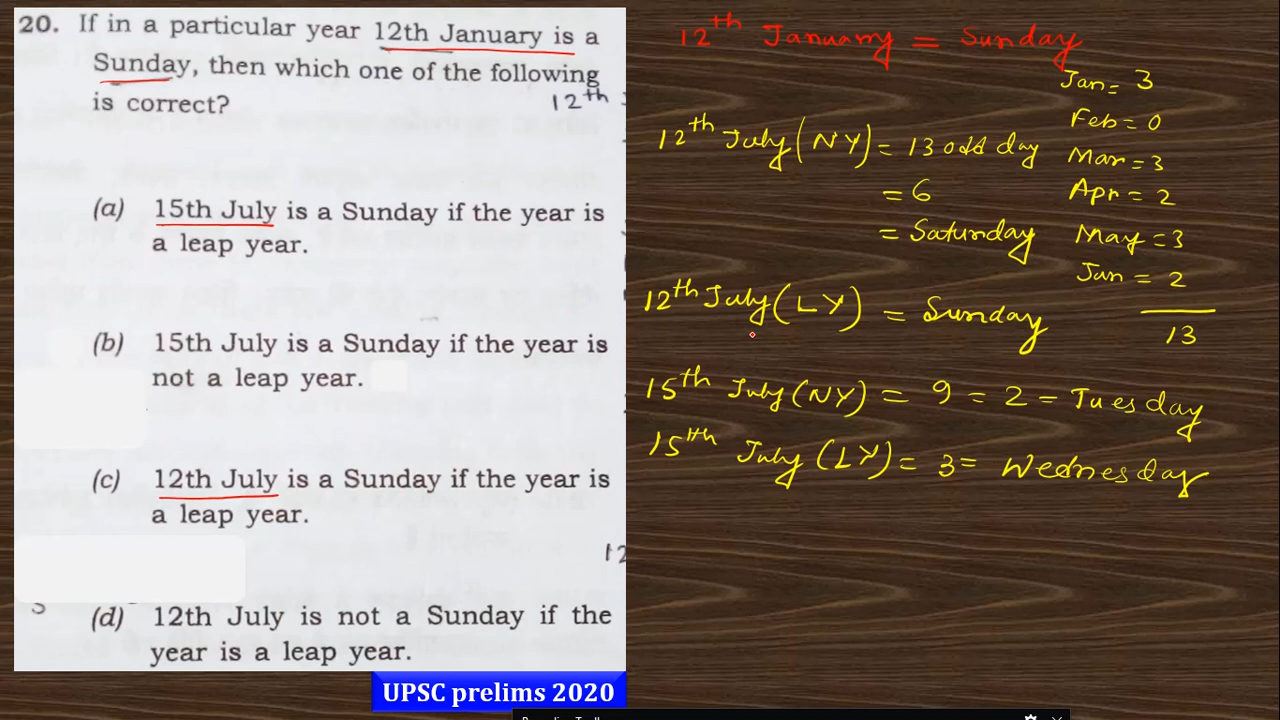 20. If in a particular year 12th January is a
Sunday, then which one of the following
is correct?
12th
(a) 15th July is a Sunday if the year is
a leap year.
(b) 15th July is a Sunday if the year is
not a leap year.
(c) 12th July is a Sunday if the year is
a leap year.
12
(d) 12th July is not a Sunday if the
year is a leap year.
UPSC prelims 2020
12th January = Sunday
Jan = 3
Feb = 0
Mar = 3
Apr = 2
May = 3
Jun = 2
13
12th July (NY) = 13 odd day
= 6
= Saturday
12th July (LY) = Sunday
15th July (NY) = 9 = 2 = Tuesday
15th July (LY) = 3 = Wednesday